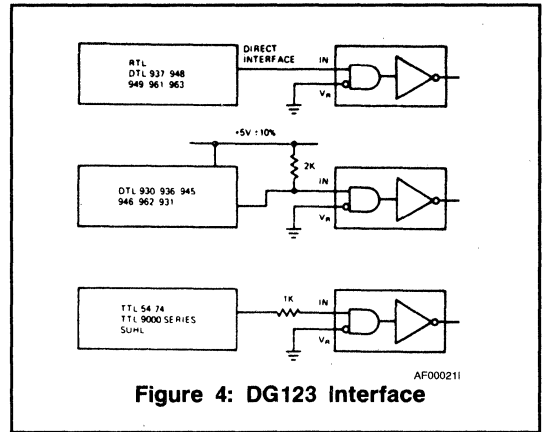 DIRECT
INTERFACE
RTL
DTL 937 948
949 961 963
IN
VR
+5V ±10%
2K
DTL 930 936 945
946 962 931
IN
VR
TTL 54 74
TTL 9000 SERIES
SUHL
1K
IN
VR
AF00021I
Figure 4: DG123 Interface